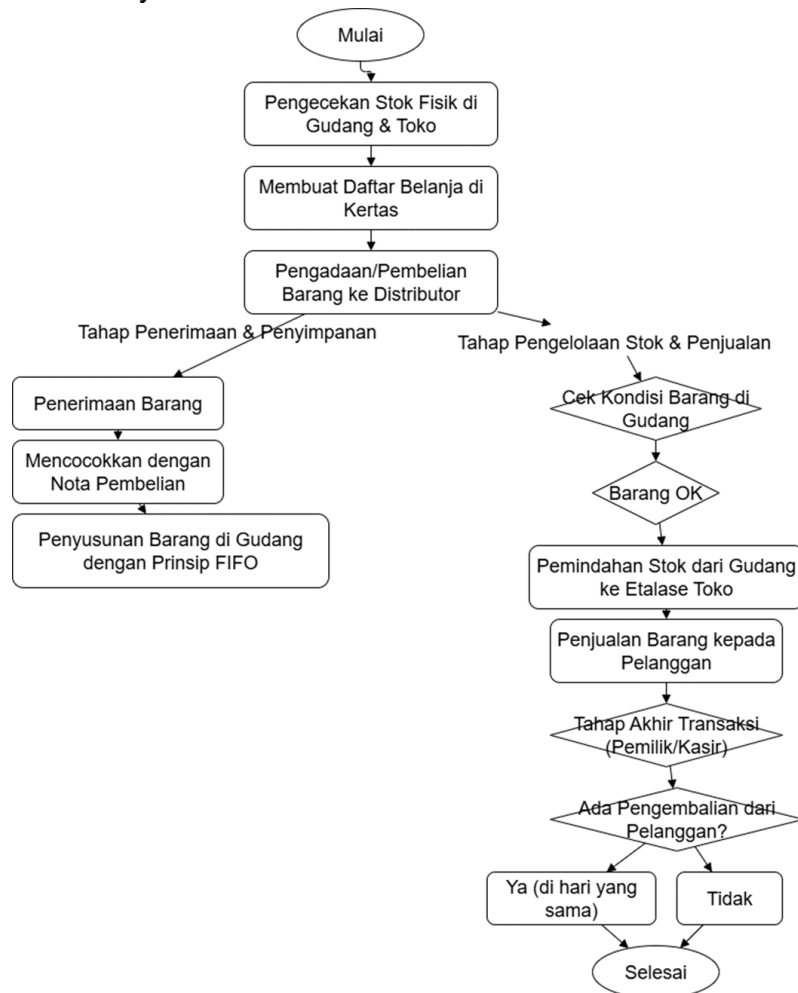 Mulai
Pengecekan Stok Fisik di
Gudang & Toko
Membuat Daftar Belanja di
Kertas
Pengadaan/Pembelian
Barang ke Distributor
Tahap Penerimaan & Penyimpanan
Penerimaan Barang
Mencocokkan dengan
Nota Pembelian
Penyusunan Barang di Gudang
dengan Prinsip FIFO
Tahap Pengelolaan Stok & Penjualan
Cek Kondisi Barang di
Gudang
Barang OK
Pemindahan Stok dari Gudang
ke Etalase Toko
Penjualan Barang kepada
Pelanggan
Tahap Akhir Transaksi
(Pemilik/Kasir)
Ada Pengembalian dari
Pelanggan?
Ya (di hari yang
sama)
Tidak
Selesai